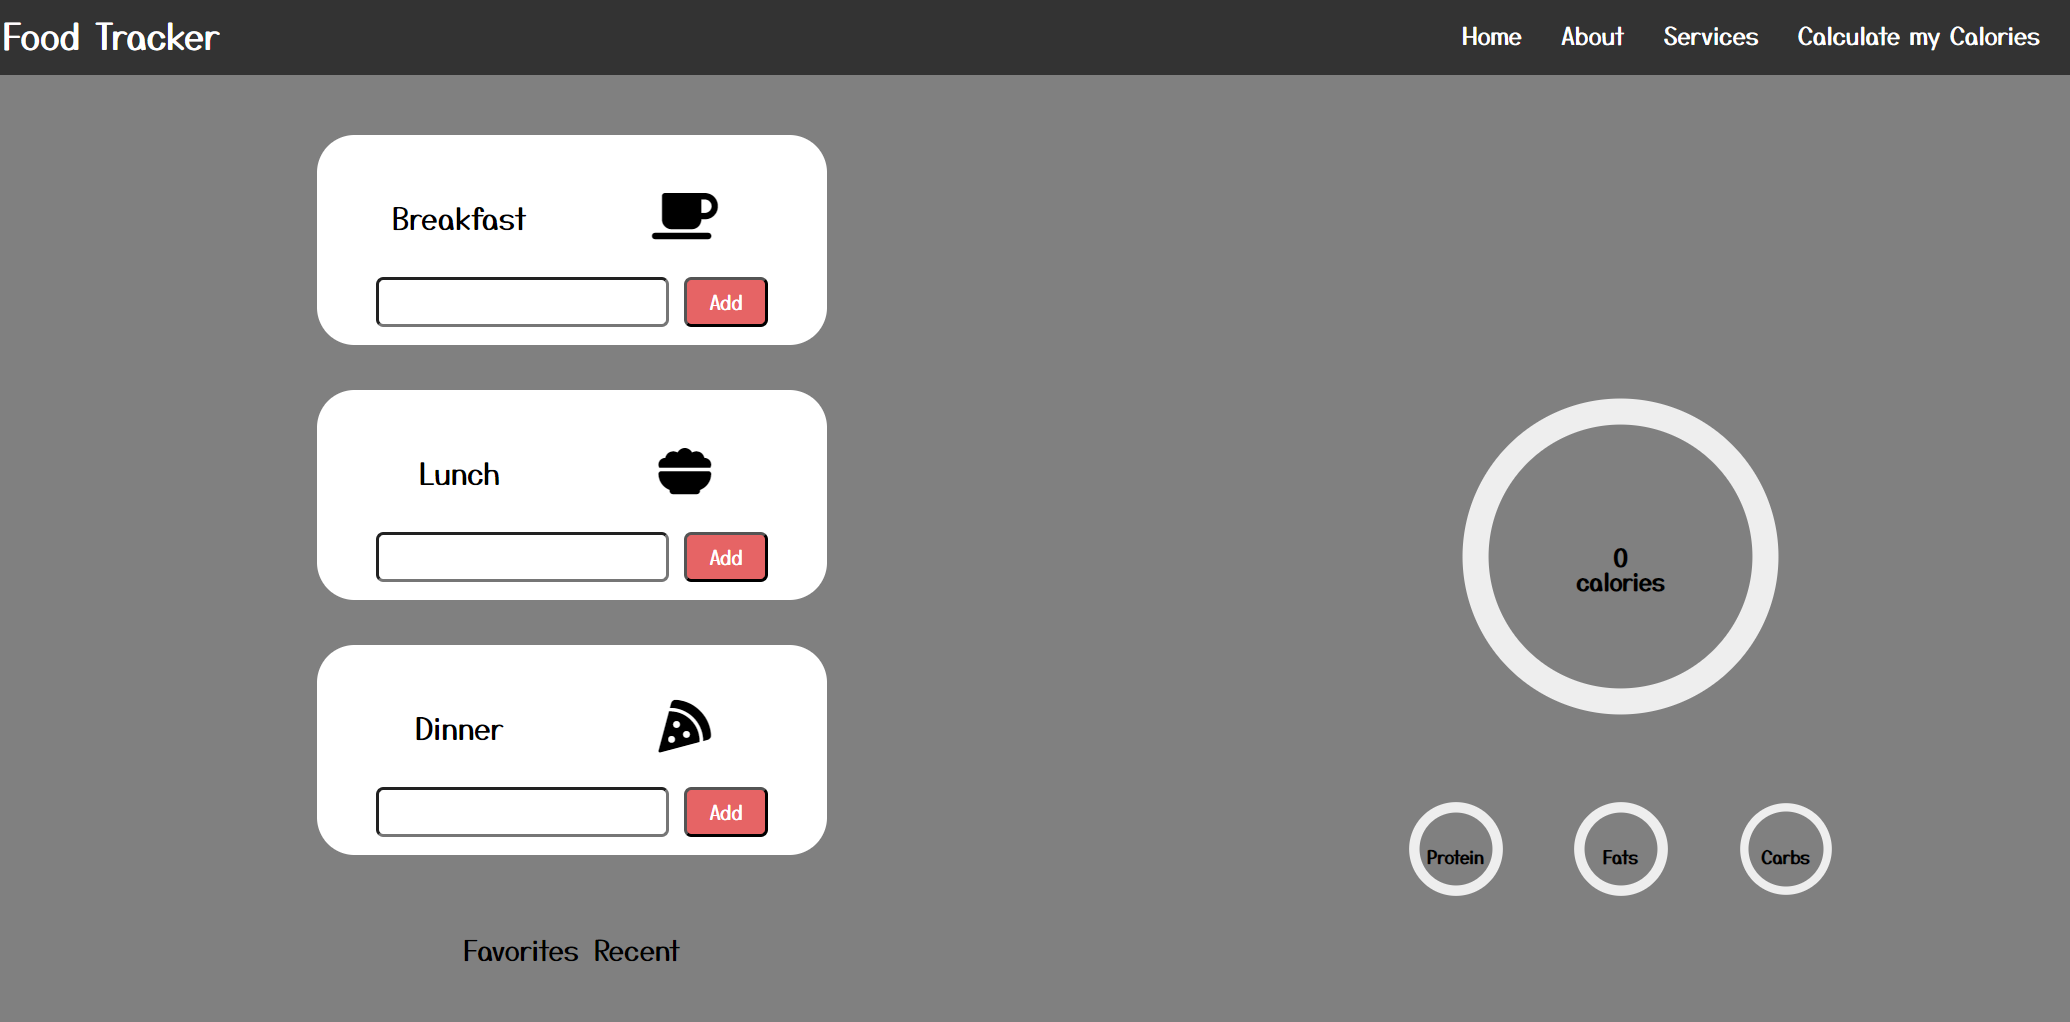 Food Tracker
Home About Services Calculate my Calories
Breakfast
Add
Lunch
Add
Dinner
Add
Favorites Recent
0
calories
Protein
Fats
Carbs